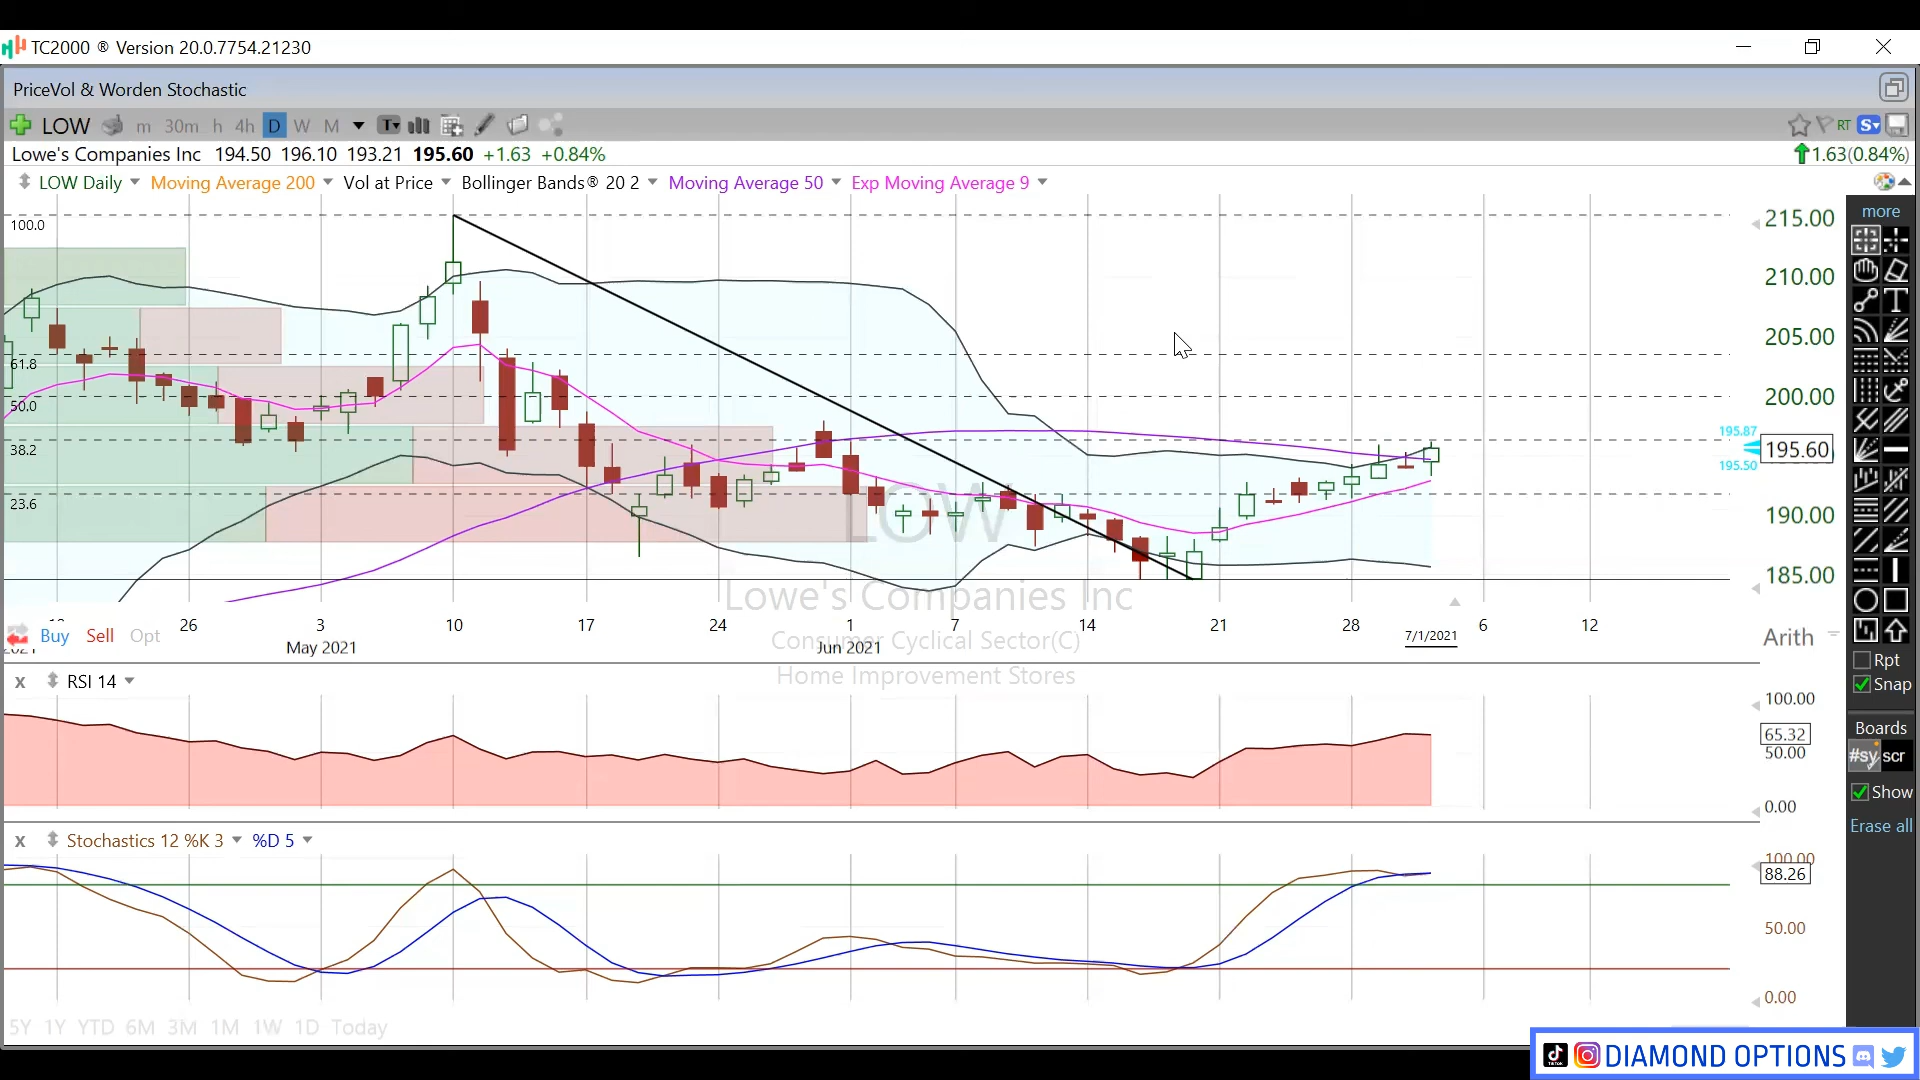 TC2000 ® Version 20.0.7754.21230
PriceVol & Worden Stochastic
LOW m 30m h 4h D W M T RT S
Lowe's Companies Inc 194.50 196.10 193.21 195.60 +1.63 +0.84% 1.63(0.84%)
LOW Daily Moving Average 200 Vol at Price Bollinger Bands® 20 2 Moving Average 50 Exp Moving Average 9
more
100.0
61.8
50.0
38.2
23.6
215.00
210.00
205.00
200.00
195.87
195.60
195.50
190.00
185.00
LOW
Lowe's Companies Inc
Consumer Cyclical Sector(C)
Home Improvement Stores
26 3 10 17 24 1 7 14 21 28 7/1/2021 6 12
May 2021 Jun 2021
Buy Sell Opt
Arith
Rpt
Snap
Boards
#sy scr
Show
Erase all
x RSI 14
100.00
65.32
50.00
0.00
x Stochastics 12 %K 3 %D 5
100.00
88.26
50.00
0.00
5Y 1Y YTD 6M 3M 1M 1W 1D Today
DIAMOND OPTIONS